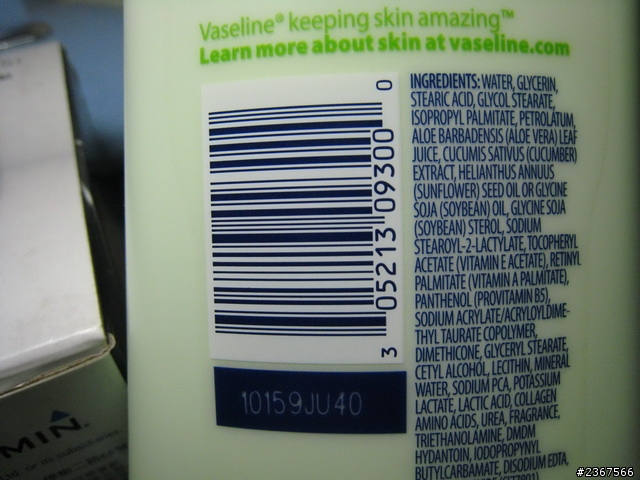 Vaseline® keeping skin amazing™
Learn more about skin at vaseline.com
3 05213 09300 0
10159JU40
INGREDIENTS: WATER, GLYCERIN,
STEARIC ACID, GLYCOL STEARATE,
ISOPROPYL PALMITATE, PETROLATUM,
ALOE BARBADENSIS (ALOE VERA) LEAF
JUICE, CUCUMIS SATIVUS (CUCUMBER)
EXTRACT, HELIANTHUS ANNUUS
(SUNFLOWER) SEED OIL OR GLYCINE
SOJA (SOYBEAN) OIL, GLYCINE SOJA
(SOYBEAN) STEROL, SODIUM
STEAROYL-2-LACTYLATE, TOCOPHERYL
ACETATE (VITAMIN E ACETATE), RETINYL
PALMITATE (VITAMIN A PALMITATE),
PANTHENOL (PROVITAMIN B5),
SODIUM ACRYLATE/ACRYLOYLDIME-
THYL TAURATE COPOLYMER,
DIMETHICONE, GLYCERYL STEARATE,
CETYL ALCOHOL, LECITHIN, MINERAL
WATER, SODIUM PCA, POTASSIUM
LACTATE, LACTIC ACID, COLLAGEN
AMINO ACIDS, UREA, FRAGRANCE,
TRIETHANOLAMINE, DMDM
HYDANTOIN, IODOPROPYNYL
BUTYLCARBAMATE, DISODIUM EDTA,
MIN
#2367566